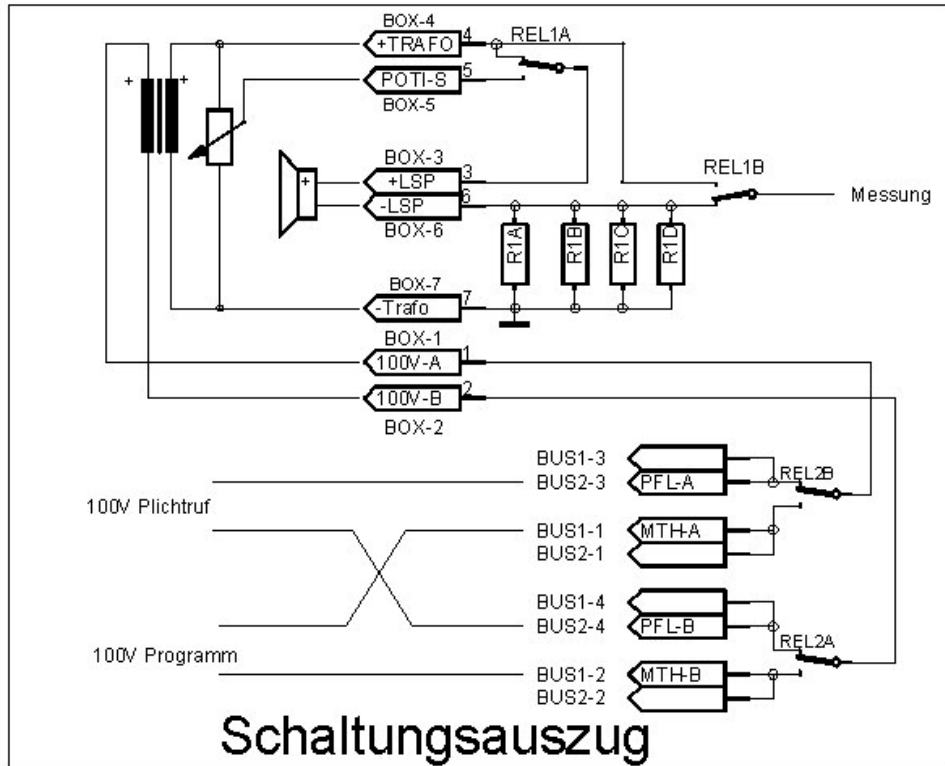 BOX-4
+TRAFO
4
REL1A
POTI-S
5
BOX-5
+
+
BOX-3
+LSP
3
+
-LSP
6
BOX-6
REL1B
Messung
R1A
R1B
R1C
R1D
BOX-7
-Trafo
7
BOX-1
100V-A
1
100V-B
2
BOX-2
BUS1-3
BUS2-3
PFL-A
REL2B
100V Plichtruf
BUS1-1
MTH-A
BUS2-1
BUS1-4
BUS2-4
PFL-B
REL2A
100V Programm
BUS1-2
MTH-B
BUS2-2
Schaltungsauszug